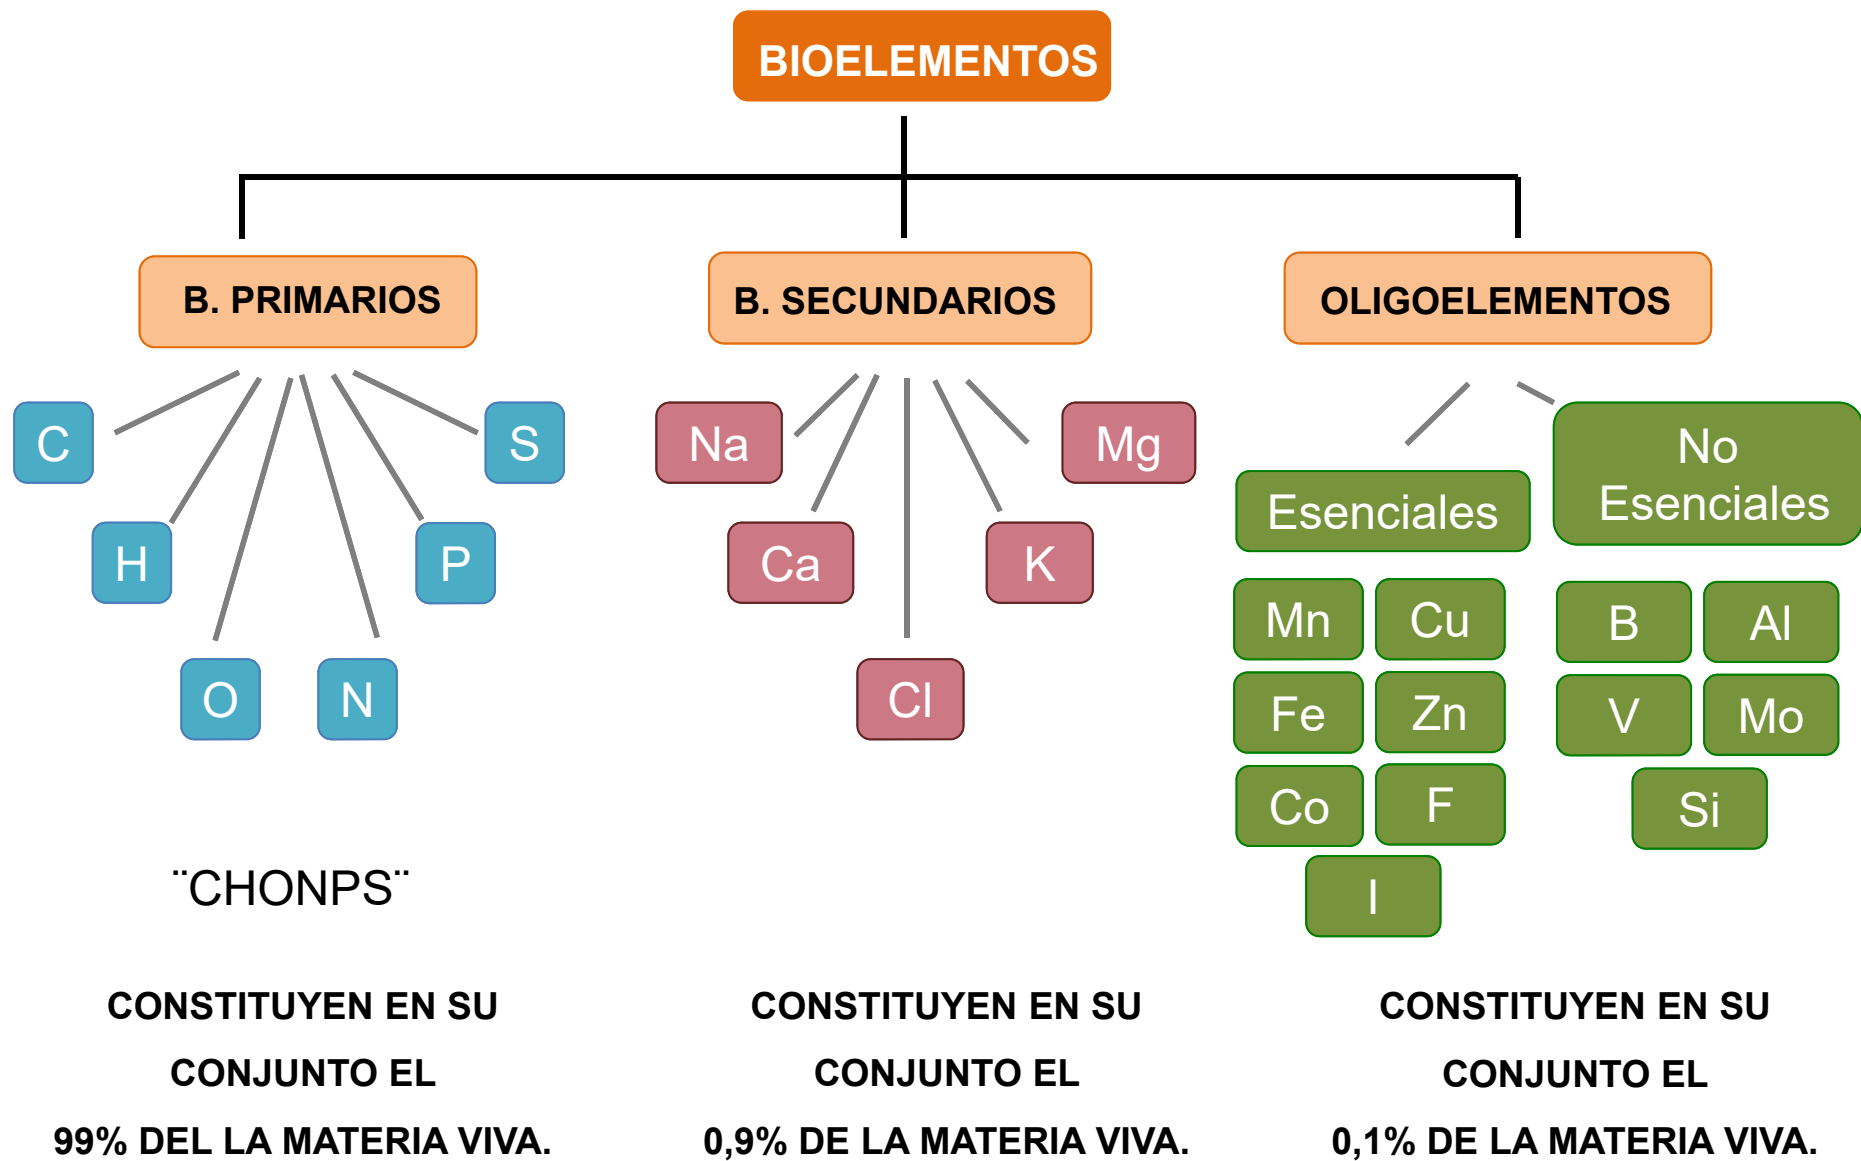 BIOELEMENTOS
B. PRIMARIOS
B. SECUNDARIOS
OLIGOELEMENTOS
C
S
H
P
O
N
Na
Mg
Ca
K
Cl
Esenciales
No
Esenciales
Mn
Cu
Fe
Zn
Co
F
I
B
Al
V
Mo
Si
¨CHONPS¨
CONSTITUYEN EN SU
CONJUNTO EL
99% DEL LA MATERIA VIVA.
CONSTITUYEN EN SU
CONJUNTO EL
0,9% DE LA MATERIA VIVA.
CONSTITUYEN EN SU
CONJUNTO EL
0,1% DE LA MATERIA VIVA.